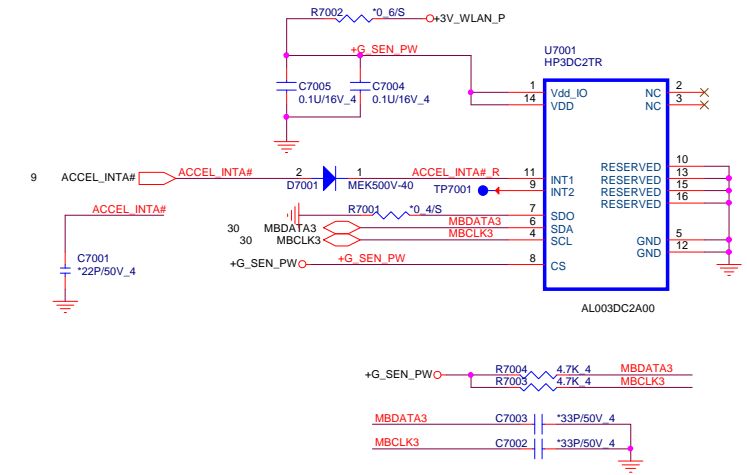 R7002 *0_6/S +3V_WLAN_P
+G_SEN_PW
U7001
HP3DC2TR
C7005
0.1U/16V_4
C7004
0.1U/16V_4
1 Vdd_IO NC 2
14 VDD NC 3
9 ACCEL_INTA# ACCEL_INTA# 2 1 ACCEL_INTA#_R 11 INT1
D7001 MEK500V-40
TP7001 9 INT2
RESERVED 10
RESERVED 13
RESERVED 15
RESERVED 16
ACCEL_INTA#
R7001 *0_4/S 7 SDO
30 MBDATA3 MBDATA3 6 SDA
30 MBCLK3 MBCLK3 4 SCL
GND 5
GND 12
+G_SEN_PW +G_SEN_PW 8 CS
C7001
*22P/50V_4
AL003DC2A00
+G_SEN_PW R7004 4.7K_4 MBDATA3
R7003 4.7K_4 MBCLK3
MBDATA3 C7003 *33P/50V_4
MBCLK3 C7002 *33P/50V_4